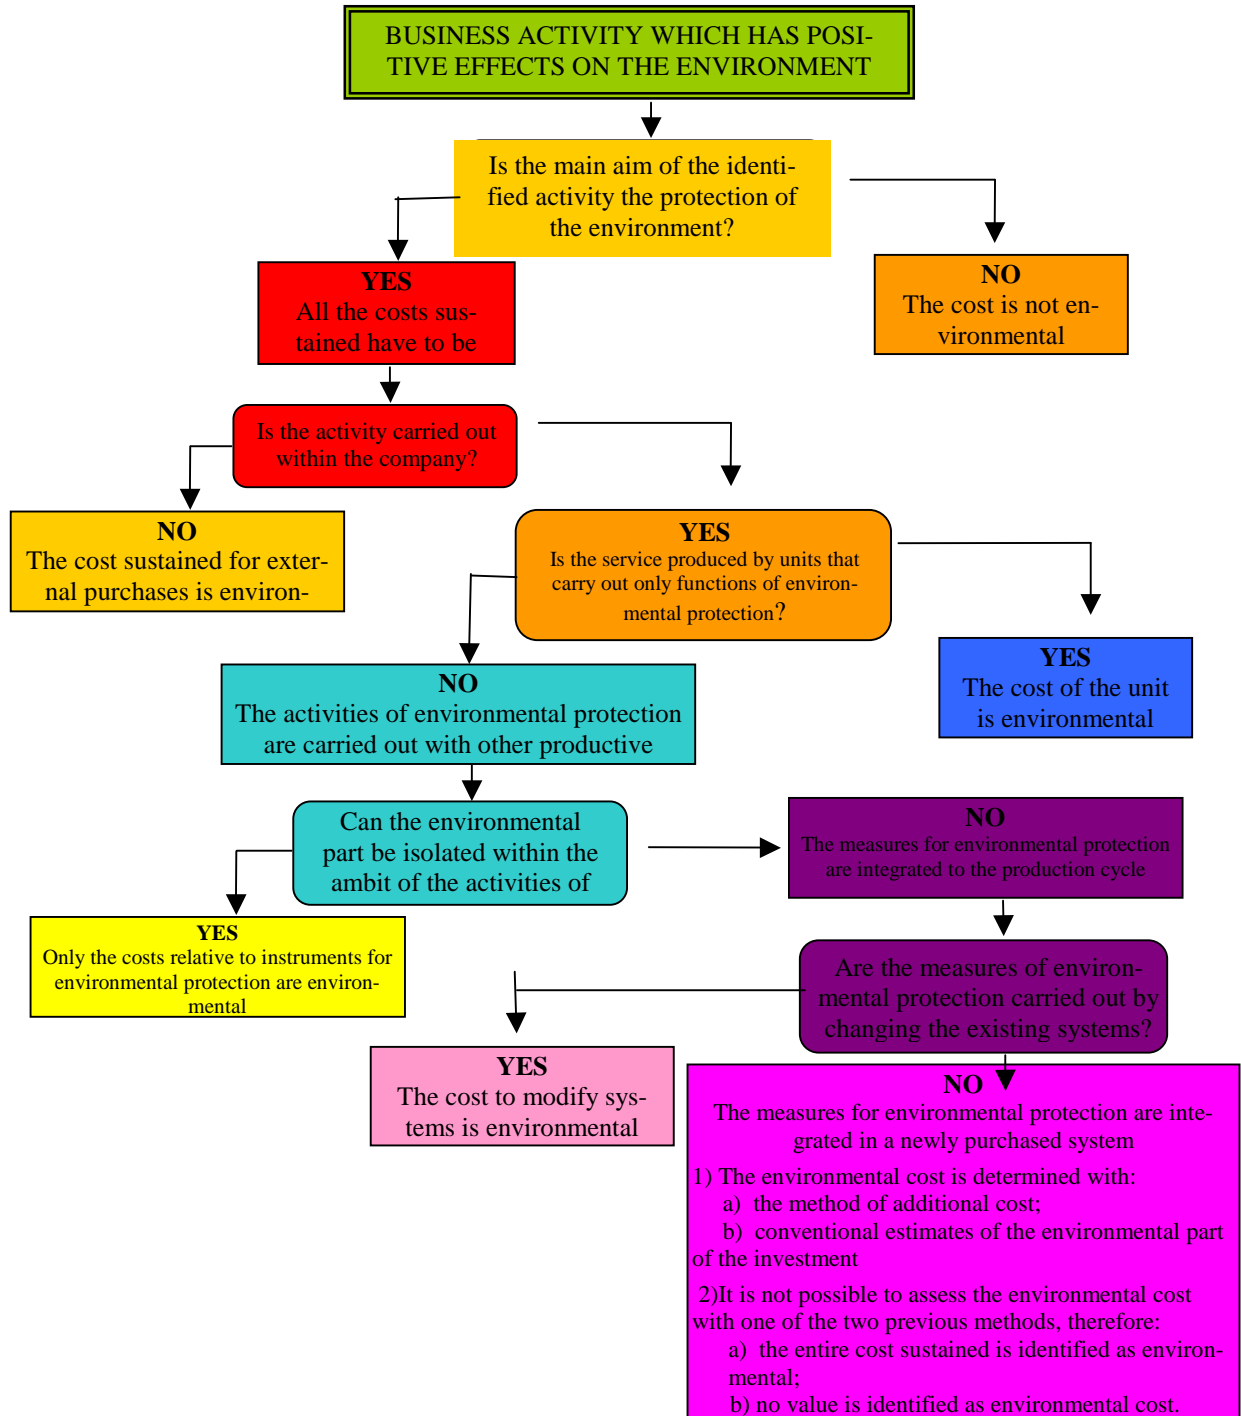 BUSINESS ACTIVITY WHICH HAS POSI-
TIVE EFFECTS ON THE ENVIRONMENT
Is the main aim of the identi-
fied activity the protection of
the environment?
YES
All the costs sus-
tained have to be
NO
The cost is not en-
vironmental
Is the activity carried out
within the company?
NO
The cost sustained for exter-
nal purchases is environ-
YES
Is the service produced by units that
carry out only functions of environ-
mental protection?
YES
The cost of the unit
is environmental
NO
The activities of environmental protection
are carried out with other productive
Can the environmental
part be isolated within the
ambit of the activities of
NO
The measures for environmental protection
are integrated to the production cycle
YES
Only the costs relative to instruments for
environmental protection are environ-
mental
Are the measures of environ-
mental protection carried out by
changing the existing systems?
YES
The cost to modify sys-
tems is environmental
NO
The measures for environmental protection are inte-
grated in a newly purchased system
1) The environmental cost is determined with:
a) the method of additional cost;
b) conventional estimates of the environmental part
of the investment
2)It is not possible to assess the environmental cost
with one of the two previous methods, therefore:
a) the entire cost sustained is identified as environ-
mental;
b) no value is identified as environmental cost.